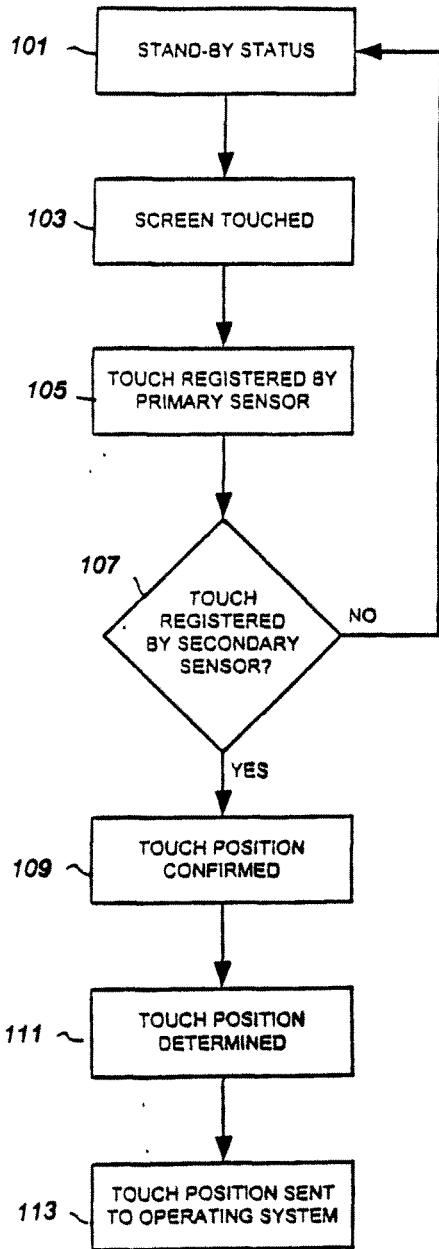 101
STAND-BY STATUS
103
SCREEN TOUCHED
105
TOUCH REGISTERED BY
PRIMARY SENSOR
107
TOUCH
REGISTERED
BY SECONDARY
SENSOR?
NO
YES
109
TOUCH POSITION
CONFIRMED
111
TOUCH POSITION
DETERMINED
113
TOUCH POSITION SENT
TO OPERATING SYSTEM